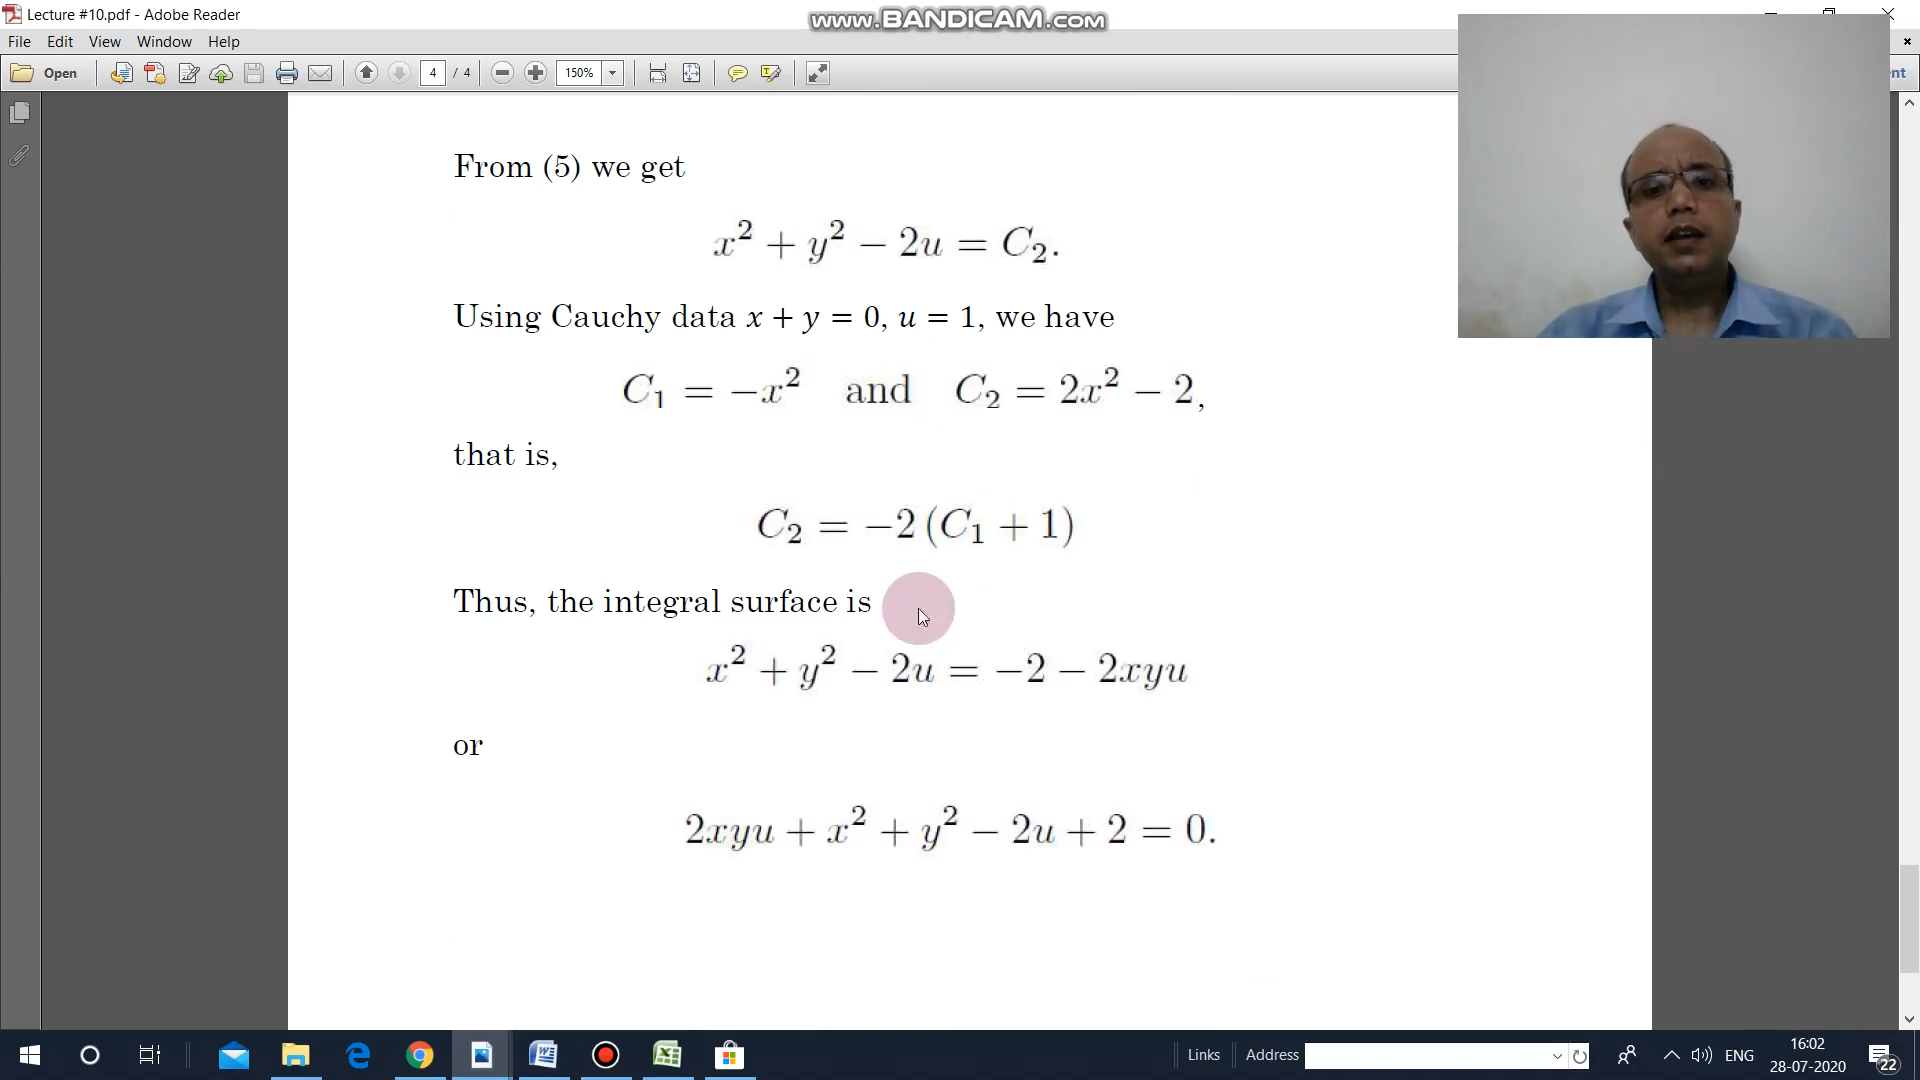 Lecture #10.pdf - Adobe Reader
www.BANDICAM.com
File Edit View Window Help
Open 4 / 4 150% nt
From (5) we get
x² + y² − 2u = C₂.
Using Cauchy data x + y = 0, u = 1, we have
C₁ = −x² and C₂ = 2x² − 2,
that is,
C₂ = −2 (C₁ + 1)
Thus, the integral surface is
x² + y² − 2u = −2 − 2xyu
or
2xyu + x² + y² − 2u + 2 = 0.
Links Address ENG 16:02
28-07-2020 22